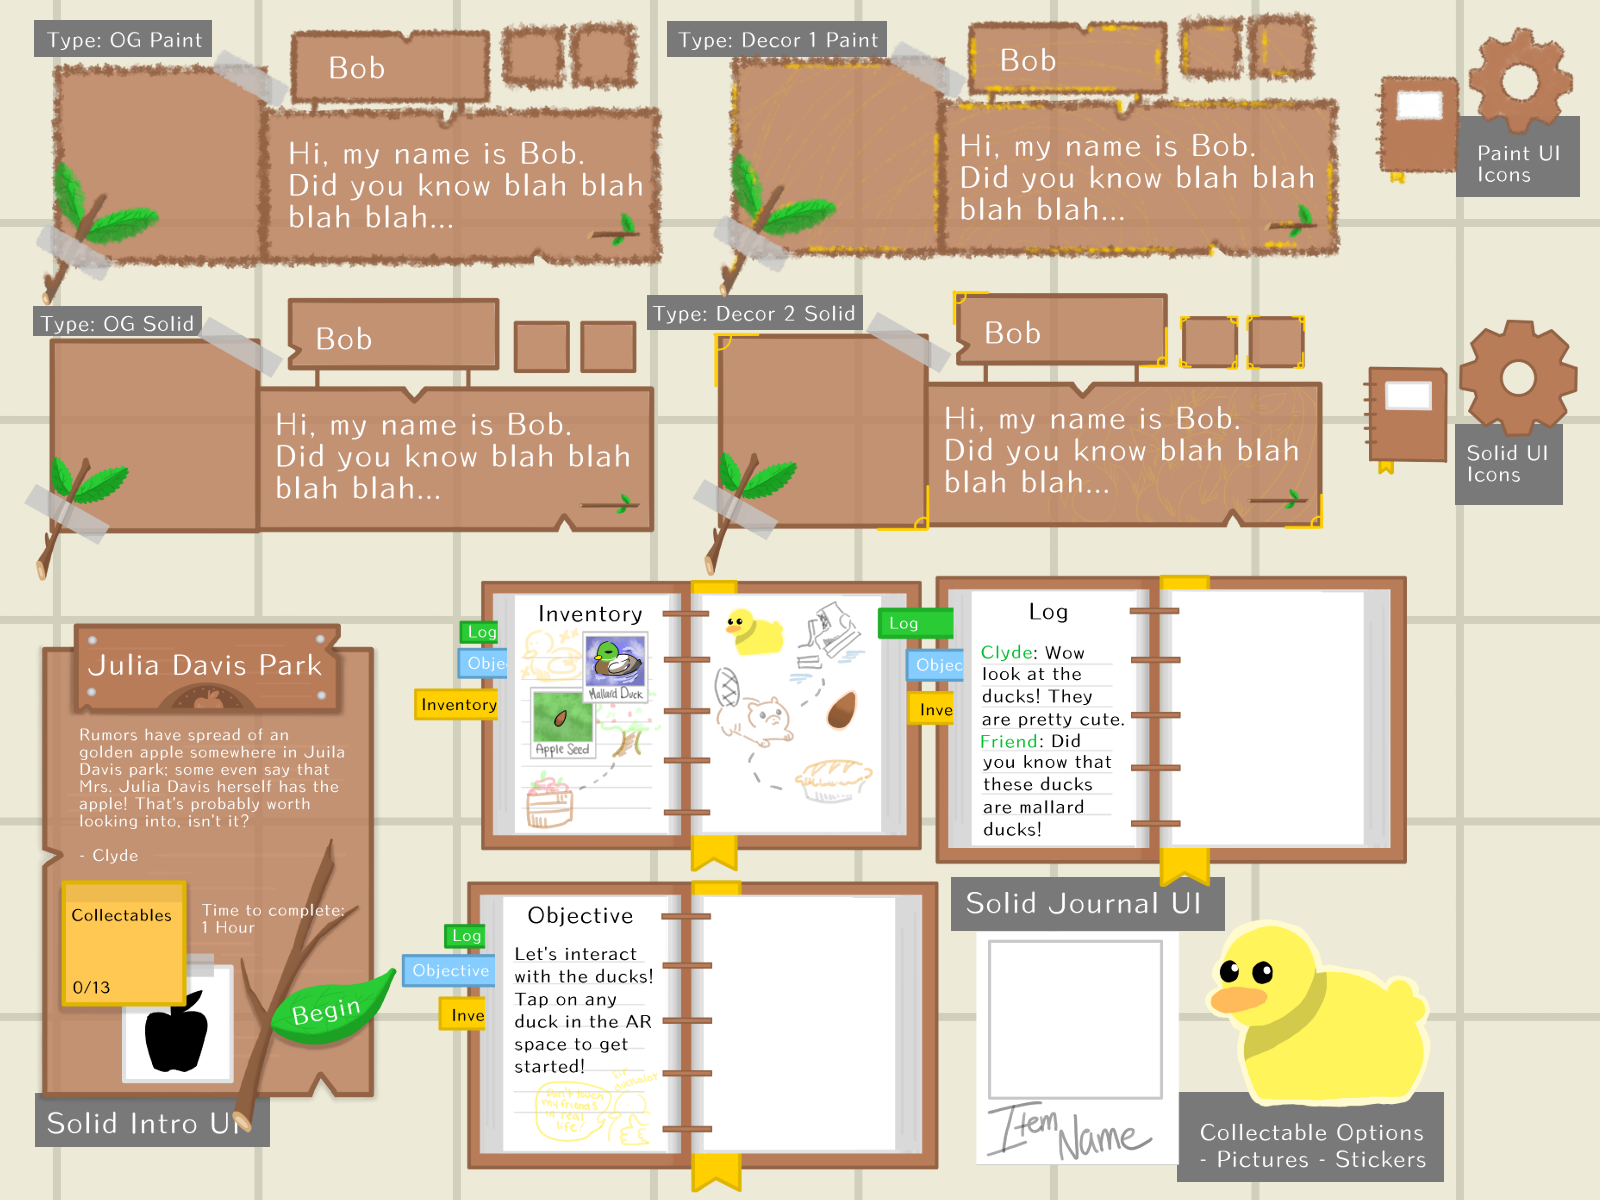 Type: OG Paint
Bob
Hi, my name is Bob.
Did you know blah blah
blah blah...
Type: Decor 1 Paint
Bob
Hi, my name is Bob.
Did you know blah blah
blah blah...
Paint UI
Icons
Type: OG Solid
Bob
Hi, my name is Bob.
Did you know blah blah
blah blah...
Type: Decor 2 Solid
Bob
Hi, my name is Bob.
Did you know blah blah
blah blah...
Solid UI
Icons
Julia Davis Park
Rumors have spread of an
golden apple somewhere in Juila
Davis park; some even say that
Mrs. Julia Davis herself has the
apple! That's probably worth
looking into, isn't it?
- Clyde
Collectables
0/13
Time to complete:
1 Hour
Begin
Solid Intro UI
Inventory
Log
Objec
Inventory
Mallard Duck
Apple Seed
Log
Objec
Inve
Log
Clyde: Wow
look at the
ducks! They
are pretty cute.
Friend: Did
you know that
these ducks
are mallard
ducks!
Objective
Log
Objective
Inve
Let's interact
with the ducks!
Tap on any
duck in the AR
space to get
started!
Don't touch
my friends
in real
life!
Solid Journal UI
Item
Name
Collectable Options
- Pictures - Stickers